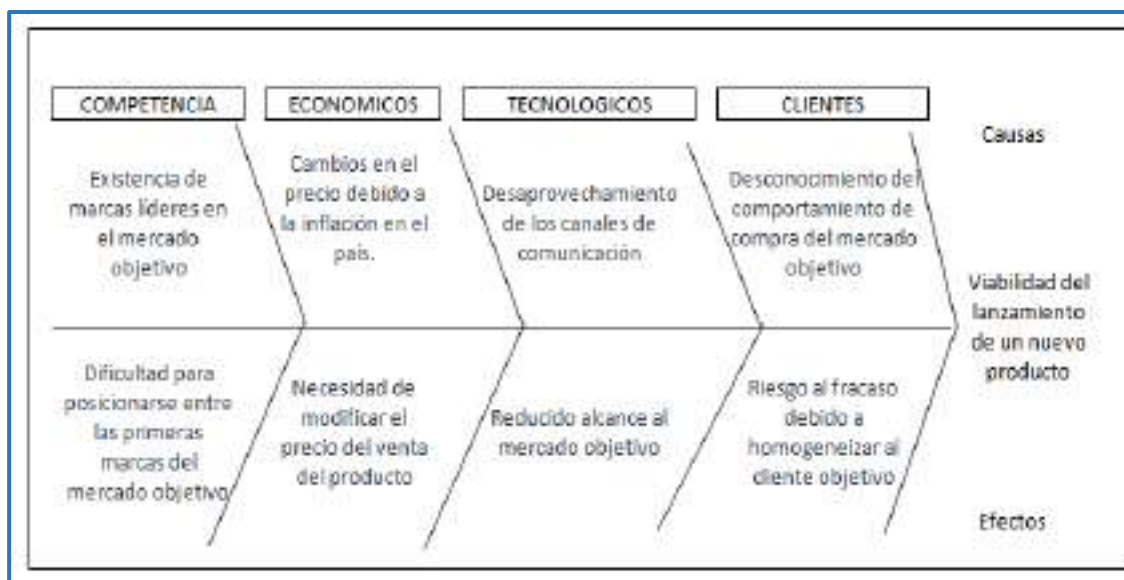 COMPETENCIA
ECONOMICOS
TECNOLOGICOS
CLIENTES
Causas
Existencia de
marcas líderes en
el mercado
objetivo
Cambios en el
precio debido a
la inflación en el
país.
Desaprovechamiento
de los canales de
comunicación
Desconocimiento del
comportamiento de
compra del mercado
objetivo
Viabilidad del
lanzamiento
de un nuevo
producto
Dificultad para
posicionarse entre
las primeras
marcas del
mercado objetivo
Necesidad de
modificar el
precio del venta
del producto
Reducido alcance al
mercado objetivo
Riesgo al fracaso
debido a
homogeneizar al
cliente objetivo
Efectos